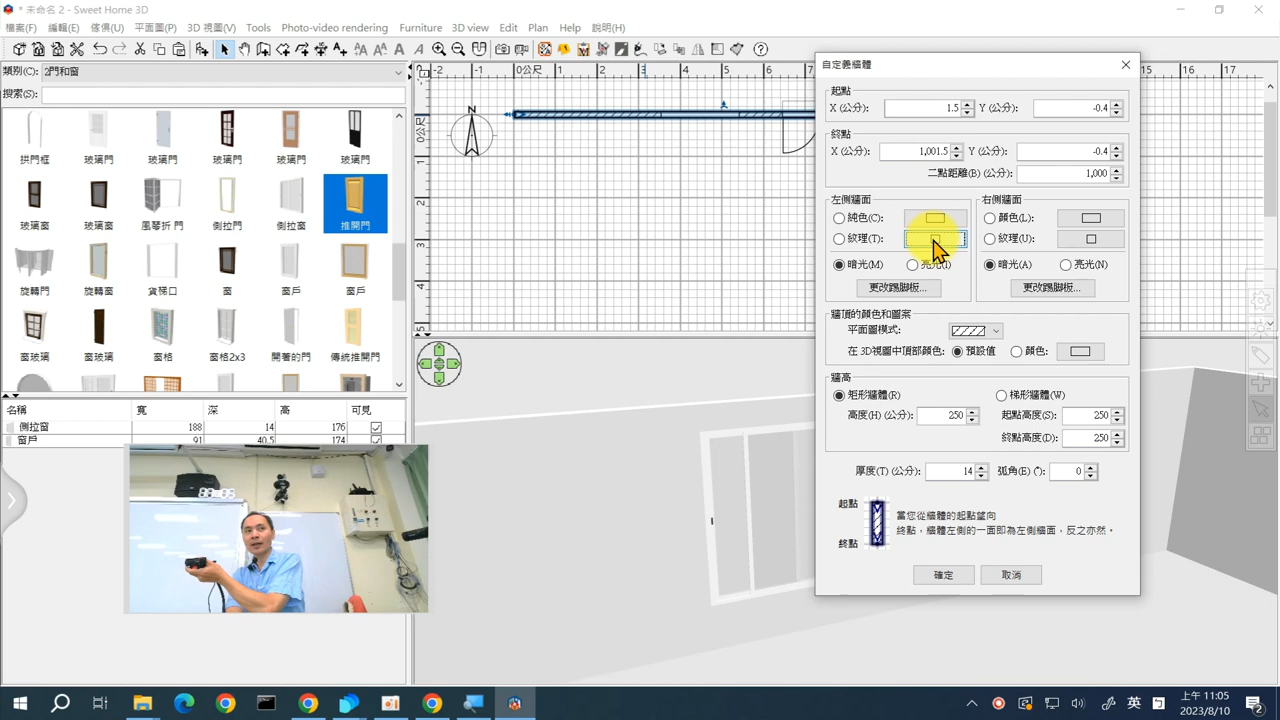 * 未命名 2 - Sweet Home 3D
檔案(F) 編輯(E) 傢俱(U) 平面圖(P) 3D 視圖(V) Tools Photo-video rendering Furniture 3D view Edit Plan Help 說明(H)
類別(C): 2門和窗
搜索(S):
拱門框 玻璃門 玻璃門 玻璃門 玻璃門 玻璃門
玻璃窗 玻璃窗 風琴折 門 側拉門 側拉窗 推開門
旋轉門 旋轉窗 貨梯口 窗 窗戶 窗戶
窗玻璃 窗玻璃 窗格 窗格2x3 開著的門 傳統推開門
名稱 寬 深 高 可見
側拉窗 188 14 176
窗戶 91 40.5 174
-2 -1 0公尺 1 2 3 4 5 6 7
15 16 17
0公尺
1
2
3
4
5
N
自定義牆體
起點
X (公分): 1.5 Y (公分): -0.4
終點
X (公分): 1,001.5 Y (公分): -0.4
二點距離(B) (公分): 1,000
左側牆面
純色(C):
紋理(T):
暗光(M) 亮光(I)
更改踢腳板...
右側牆面
顏色(L):
紋理(U):
暗光(A) 亮光(N)
更改踢腳板...
牆頂的顏色和圖案
平面圖模式:
在 3D視圖中頂部顏色: 預設值 顏色:
牆高
矩形牆體(R) 梯形牆體(W)
高度(H) (公分): 250 起點高度(S): 250
終點高度(D): 250
厚度(T) (公分): 14 弧角(E) (°): 0
起點
終點
當您從牆體的起點望向
終點，牆體左側的一面即為左側牆面，反之亦然。
確定 取消
英
上午 11:05
2023/8/10
2